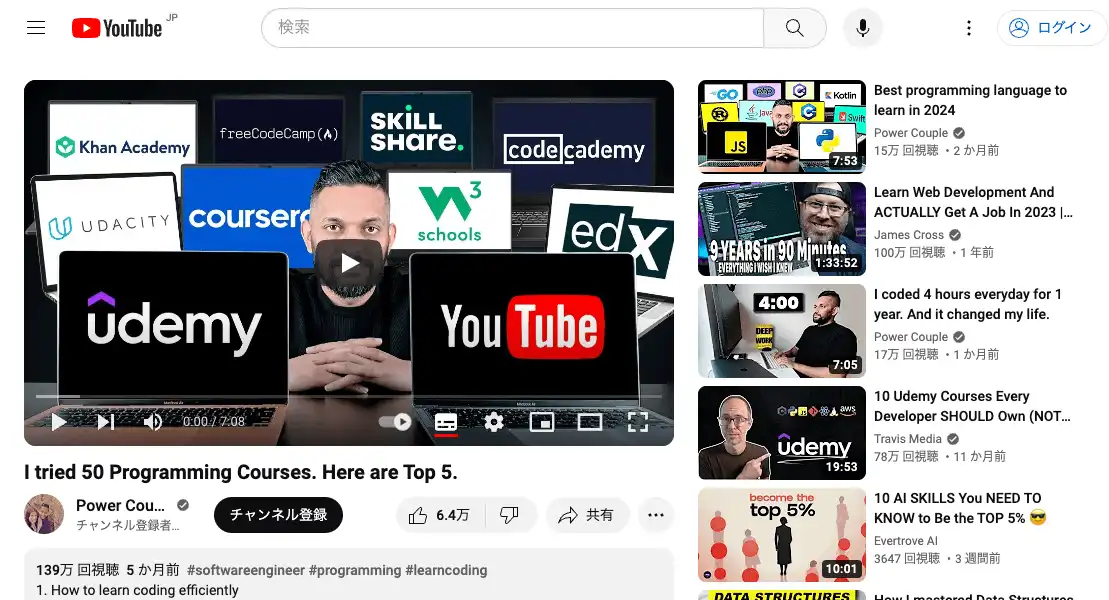 YouTube JP
検索
ログイン
Khan Academy
freeCodeCamp(🔥)
SKILL
SHARE.
code|cademy
UDACITY
courser
W3
schools
edX
udemy
YouTube
0:00 / 7:08
I tried 50 Programming Courses. Here are Top 5.
Power Cou...
チャンネル登録者...
チャンネル登録
6.4万
共有
139万 回視聴 5 か月前 #softwareengineer #programming #learncoding
1. How to learn coding efficiently
GO
php
Kotlin
Java
Swift
JS
7:53
Best programming language to
learn in 2024
Power Couple
15万 回視聴 ・2 か月前
9-YEARS in 90 Minutes
EVERYTHING I WISH I KNEW
1:33:52
Learn Web Development And
ACTUALLY Get A Job In 2023 |...
James Cross
100万 回視聴 ・1 年前
4:00
DEEP
WORK
7:05
I coded 4 hours everyday for 1
year. And it changed my life.
Power Couple
17万 回視聴 ・1 か月前
JS
aws
udemy
19:53
10 Udemy Courses Every
Developer SHOULD Own (NOT...
Travis Media
78万 回視聴 ・11 か月前
become the
top 5%
10:01
10 AI SKILLS You NEED TO
KNOW to Be the TOP 5% 😎
Evertrove AI
3647 回視聴 ・3 週間前
DATA STRUCTURES
How I mastered Data Structures